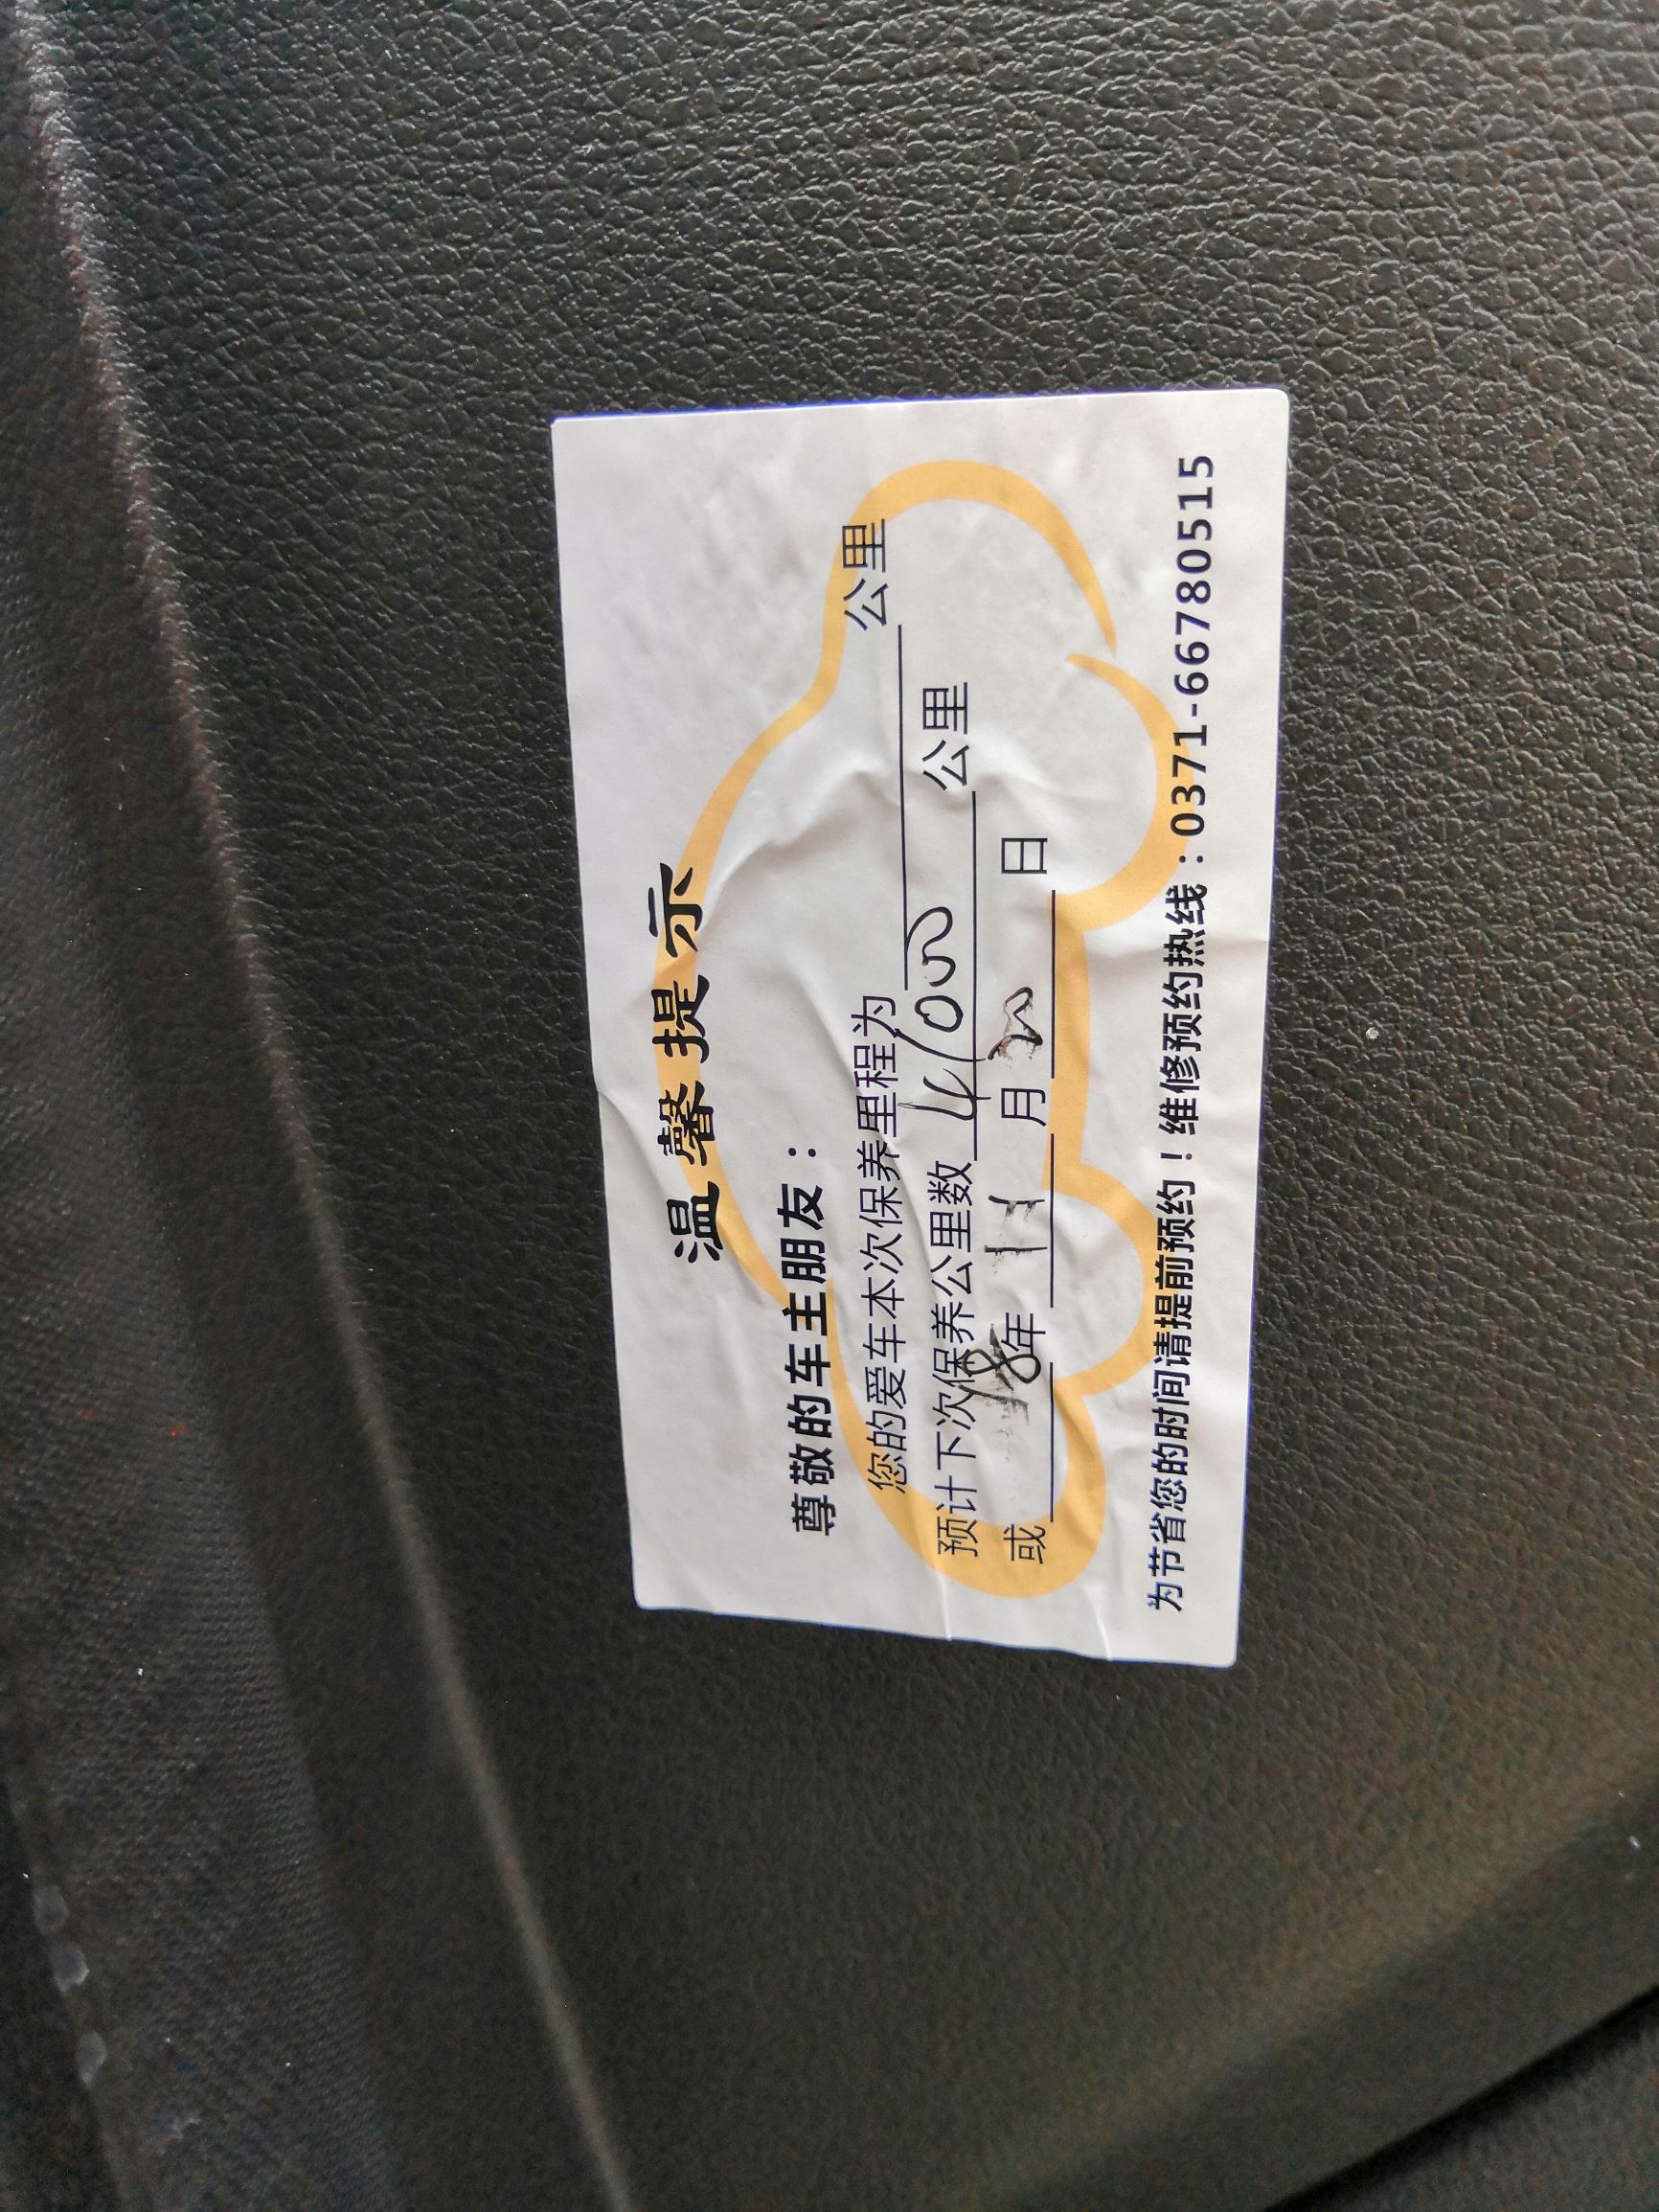 温馨提示
尊敬的车主朋友：
您的爱车本次保养里程为 公里
预计下次保养公里数 41000 公里
或 18年 11 月 20 日
为节省您的时间请提前预约！维修预约热线：0371-66780515